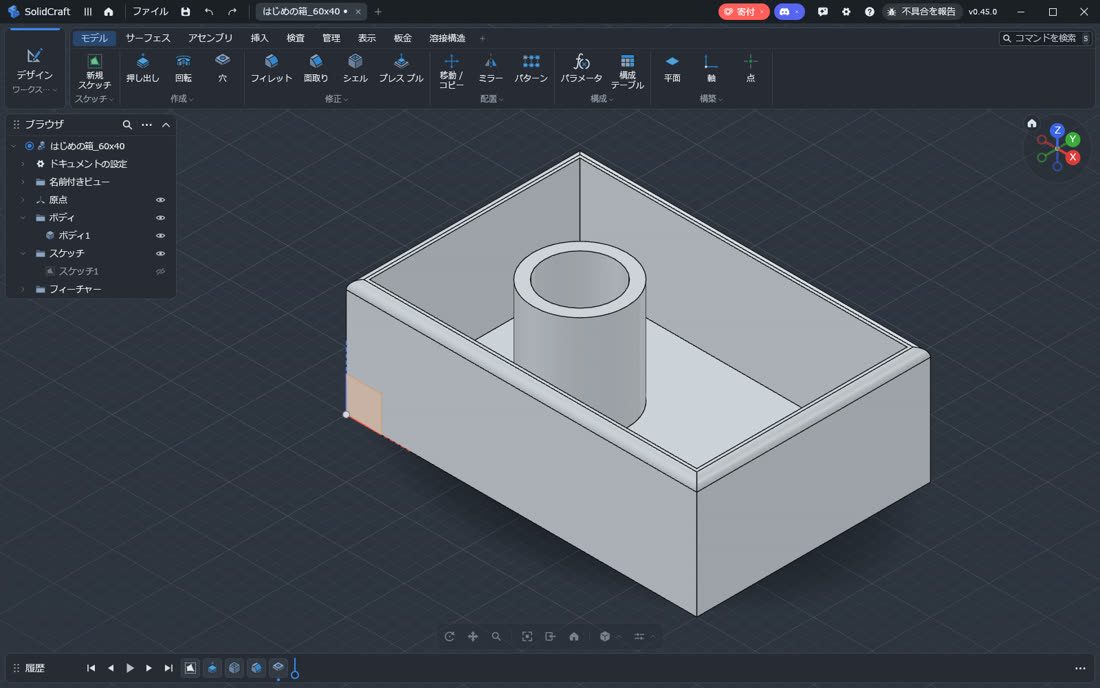 SolidCraft ファイル はじめの箱_60x40 寄付 不具合を報告 v0.45.0
デザイン
ワークス…
モデル サーフェス アセンブリ 挿入 検査 管理 表示 板金 溶接構造 コマンドを検索 S
新規
スケッチ
押し出し 回転 穴 フィレット 面取り シェル プレス プル
移動 /
コピー
ミラー パターン パラメータ
構成
テーブル
平面 軸 点
スケッチ 作成 修正 配置 構成 構築
ブラウザ
はじめの箱_60x40
ドキュメントの設定
名前付きビュー
原点
ボディ
ボディ1
スケッチ
スケッチ1
フィーチャー
Z
Y
X
履歴